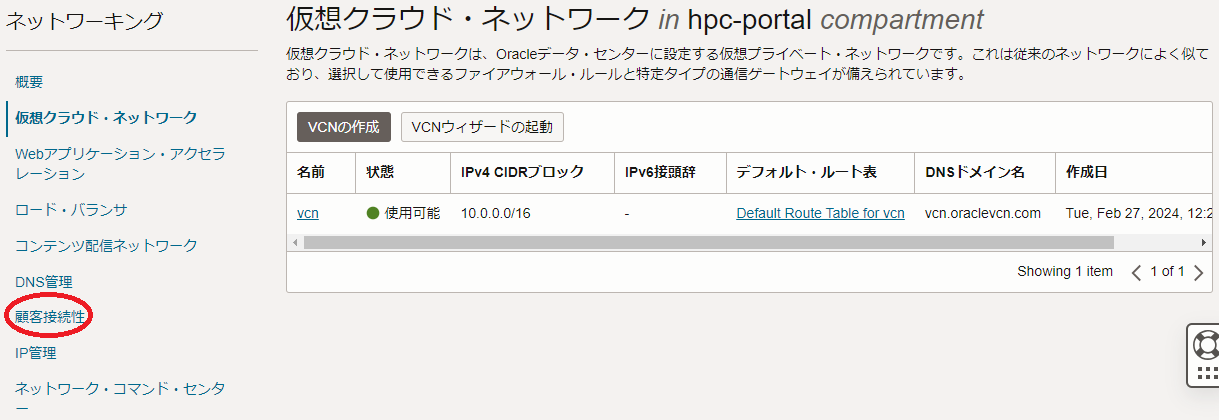 ネットワーキング
概要
仮想クラウド・ネットワーク
Webアプリケーション・アクセラ
レーション
ロード・バランサ
コンテンツ配信ネットワーク
DNS管理
顧客接続性
IP管理
ネットワーク・コマンド・センタ
ー
仮想クラウド・ネットワーク in hpc-portal compartment
仮想クラウド・ネットワークは、Oracleデータ・センターに設定する仮想プライベート・ネットワークです。これは従来のネットワークによく似て
おり、選択して使用できるファイアウォール・ルールと特定タイプの通信ゲートウェイが備えられています。
VCNの作成 VCNウィザードの起動
名前 状態 IPv4 CIDRブロック IPv6接頭辞 デフォルト・ルート表 DNSドメイン名 作成日
vcn 使用可能 10.0.0.0/16 - Default Route Table for vcn vcn.oraclevcn.com Tue, Feb 27, 2024, 12:2
Showing 1 item 1 of 1